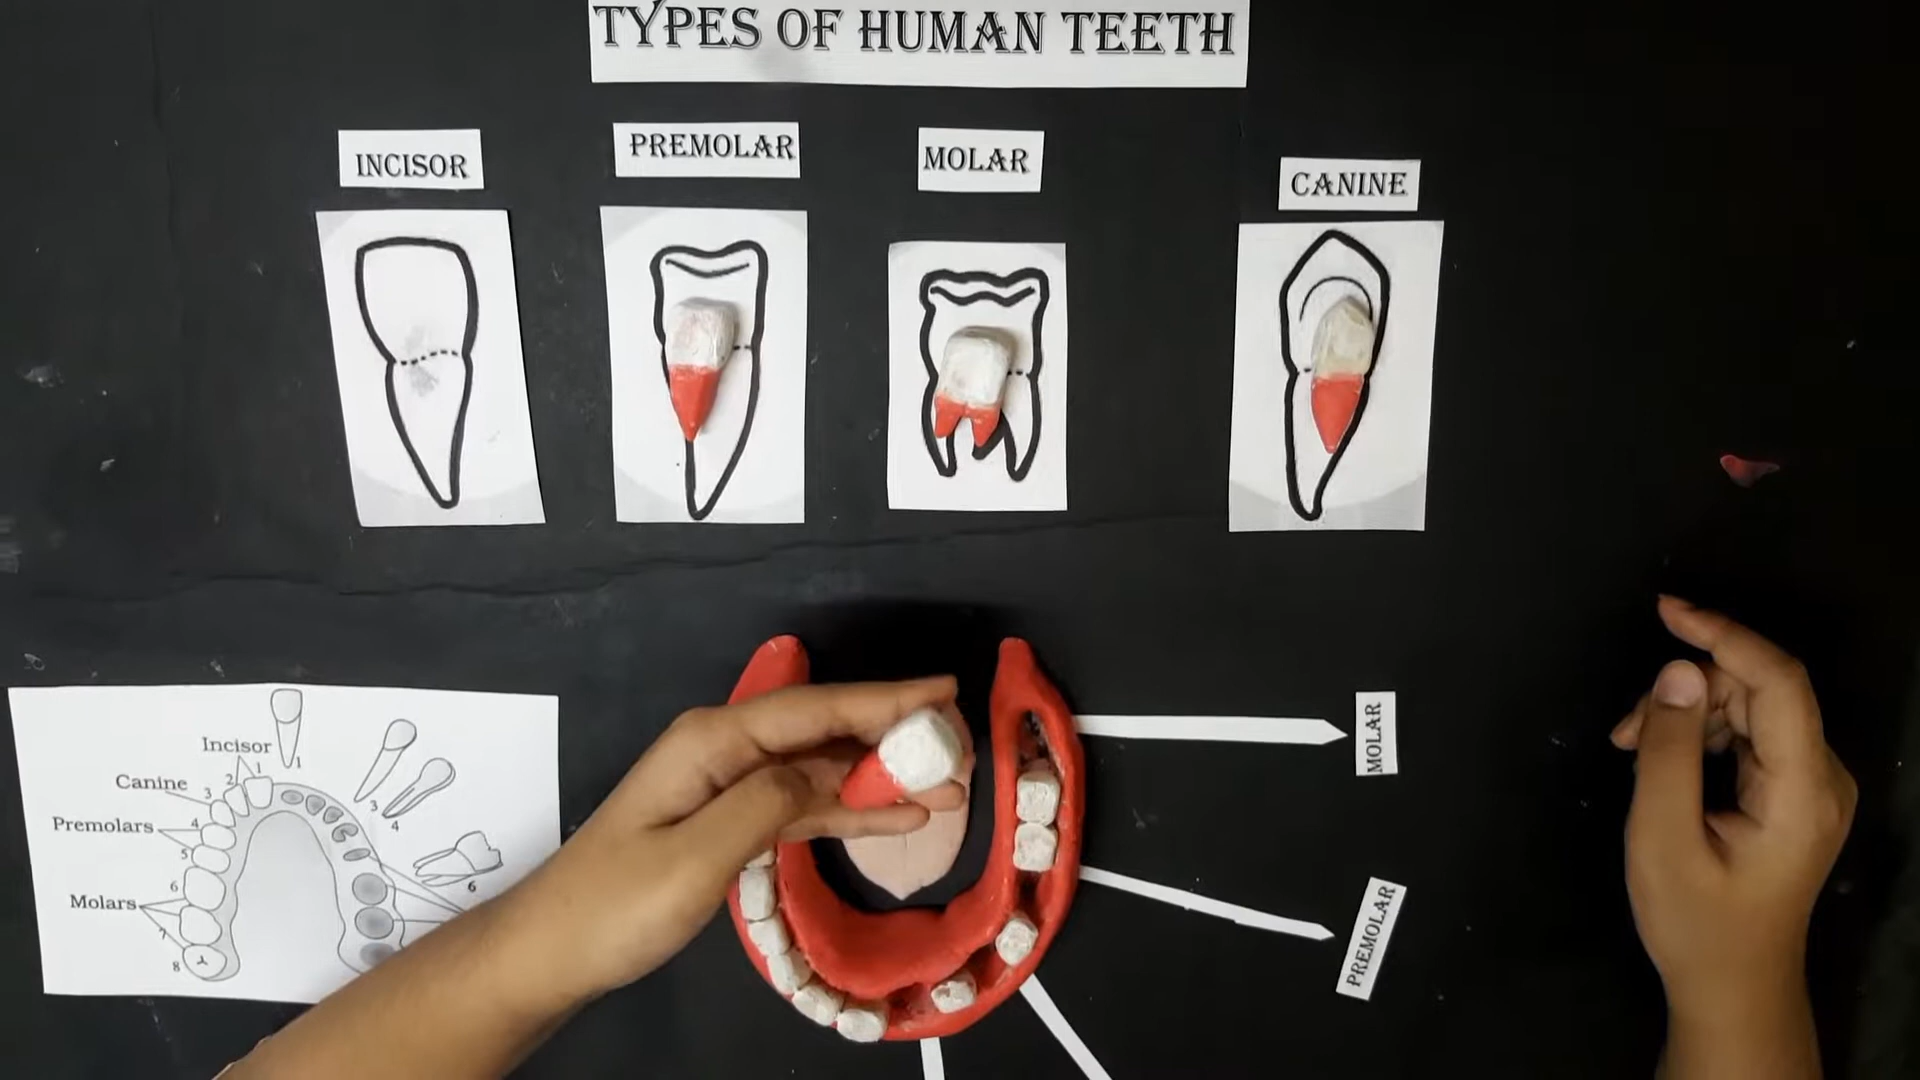 TYPES OF HUMAN TEETH
INCISOR
PREMOLAR
MOLAR
CANINE
MOLAR
PREMOLAR
Incisor
1
2 1
Canine 3
3
4
Premolars 4
5
6
6
Molars
7
8